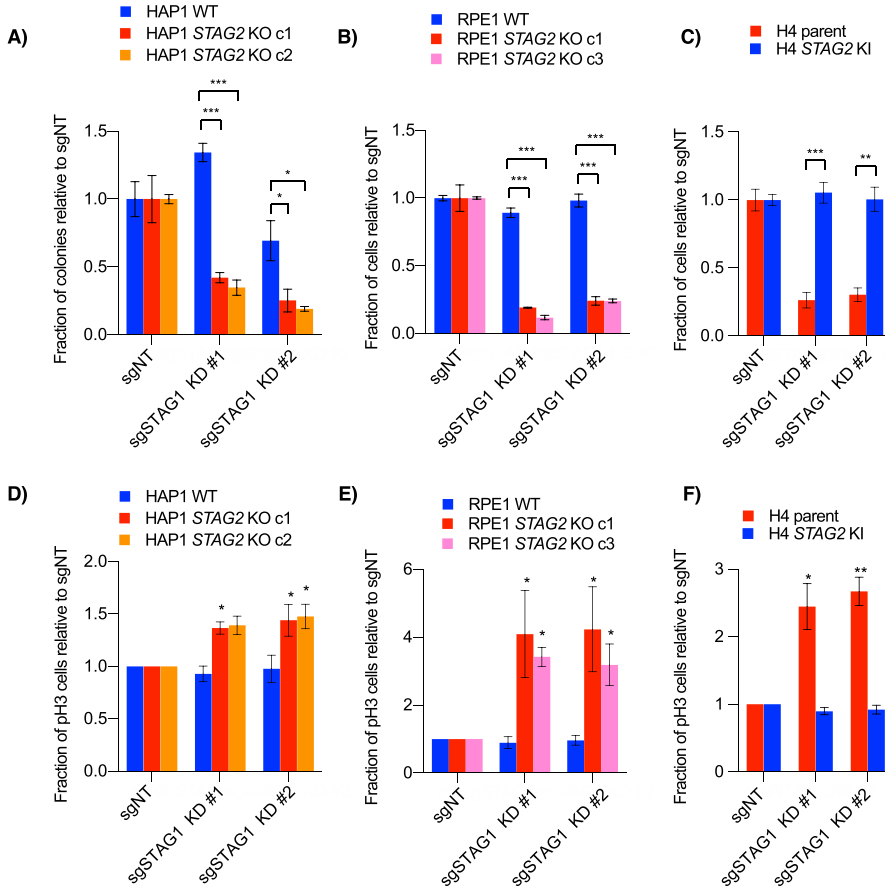 A)
HAP1 WT
HAP1 STAG2 KO c1
HAP1 STAG2 KO c2
Fraction of colonies relative to sgNT
1.5
1.0
0.5
0.0
***
***
*
*
sgNT
sgSTAG1 KD #1
sgSTAG1 KD #2
B)
RPE1 WT
RPE1 STAG2 KO c1
RPE1 STAG2 KO c3
Fraction of cells relative to sgNT
1.5
1.0
0.5
0.0
***
***
***
***
sgNT
sgSTAG1 KD #1
sgSTAG1 KD #2
C)
H4 parent
H4 STAG2 KI
Fraction of cells relative to sgNT
1.5
1.0
0.5
0.0
***
**
sgNT
sgSTAG1 KD #1
sgSTAG1 KD #2
D)
HAP1 WT
HAP1 STAG2 KO c1
HAP1 STAG2 KO c2
Fraction of pH3 cells relative to sgNT
2.0
1.5
1.0
0.5
0.0
*
*
*
sgNT
sgSTAG1 KD #1
sgSTAG1 KD #2
E)
RPE1 WT
RPE1 STAG2 KO c1
RPE1 STAG2 KO c3
Fraction of pH3 cells relative to sgNT
6
4
2
0
*
*
*
*
sgNT
sgSTAG1 KD #1
sgSTAG1 KD #2
F)
H4 parent
H4 STAG2 KI
Fraction of pH3 cells relative to sgNT
3
2
1
0
*
**
sgNT
sgSTAG1 KD #1
sgSTAG1 KD #2